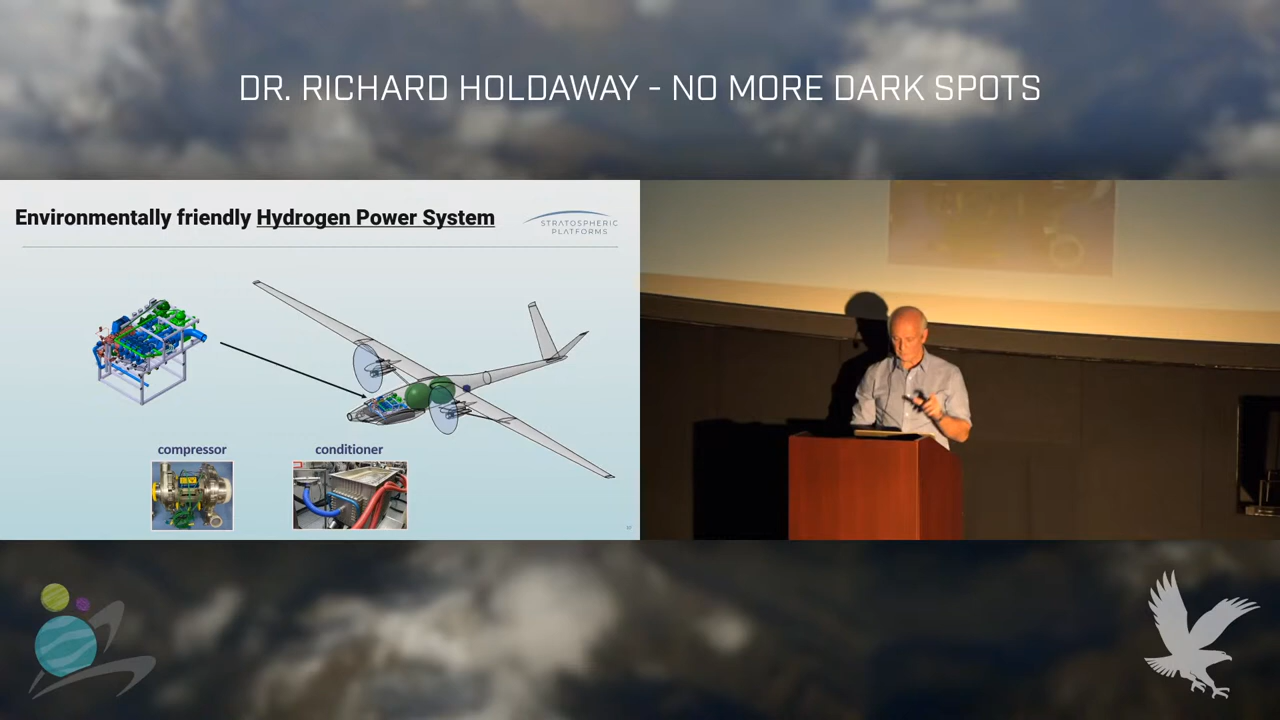 DR. RICHARD HOLDAWAY - NO MORE DARK SPOTS
Environmentally friendly Hydrogen Power System
STRATOSPHERIC
PLATFORMS
compressor
conditioner